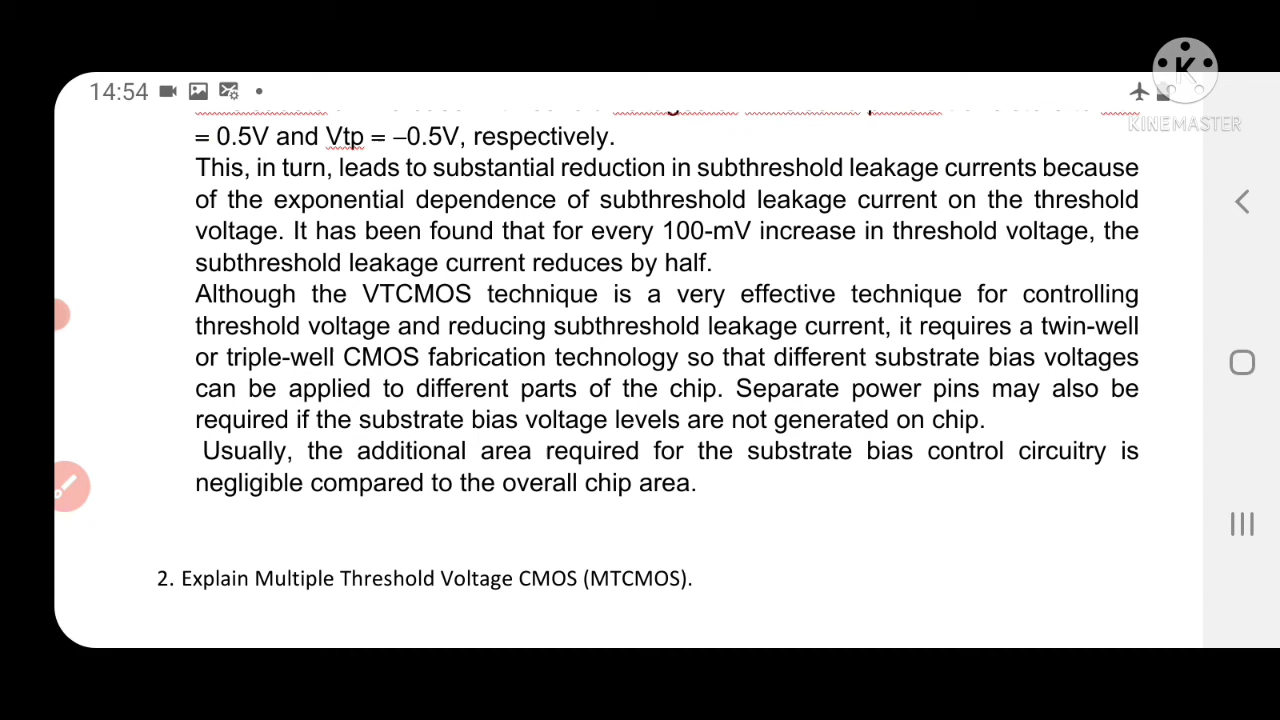 14:54
KINEMASTER
= 0.5V and Vtp = –0.5V, respectively.
This, in turn, leads to substantial reduction in subthreshold leakage currents because
of the exponential dependence of subthreshold leakage current on the threshold
voltage. It has been found that for every 100-mV increase in threshold voltage, the
subthreshold leakage current reduces by half.
Although the VTCMOS technique is a very effective technique for controlling
threshold voltage and reducing subthreshold leakage current, it requires a twin-well
or triple-well CMOS fabrication technology so that different substrate bias voltages
can be applied to different parts of the chip. Separate power pins may also be
required if the substrate bias voltage levels are not generated on chip.
Usually, the additional area required for the substrate bias control circuitry is
negligible compared to the overall chip area.
2. Explain Multiple Threshold Voltage CMOS (MTCMOS).